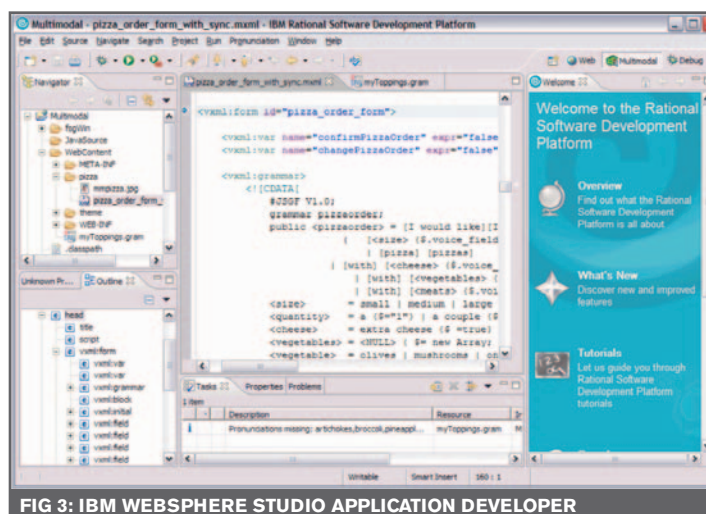 Multimodal - pizza_order_form_with_sync.mxml - IBM Rational Software Development Platform
File Edit Source Navigate Search Project Run Pronunciation Window Help
Web Multimodal Debug
Navigator
Multimodal
fsgWin
JavaSource
WebContent
META-INF
pizza
mmpizza.jpg
pizza_order_form_
theme
WEB-INF
myToppings.gram
.classpath
pizza_order_form_with_sync.mxml myToppings.gram
<vxml:form id="pizza_order_form">
<vxml:var name="confirmPizzaOrder" expr="false
<vxml:var name="changePizzaOrder" expr="false"
<vxml:grammar>
<![CDATA[
#JSGF V1.0;
grammar pizzaorder;
public <pizzaorder> = [I would like][I
| [<size> {$.voice_field
| [pizza] [pizzas]
| [with] [<cheese> {$.voice_
| [with] [<vegetables> {
| [with] [<meats> {$.voi
<size> = small | medium | large
<quantity> = a {$="1"} | a couple {$
<cheese> = extra cheese {$ =true}
<vegetables> = <NULL> { $= new Array;
<vegetable> = olives | mushrooms | on
Welcome
Welcome to the Rational
Software Development
Platform
Overview
Find out what the Rational
Software Development
Platform is all about
What's New
Discover new and improved
features
Tutorials
Let us guide you through
Rational Software
Development Platform
tutorials
Unknown Pr... Outline
head
title
script
vxml:form
vxml:var
vxml:var
vxml:grammar
vxml:block
vxml:initial
vxml:field
vxml:field
vxml:field
vxml:field
Tasks Properties Problems
1 item
Description Resource
Pronunciations missing: artichokes,broccoli,pineappl... myToppings.gram
Writable Smart Insert 160 : 1
FIG 3: IBM WEBSPHERE STUDIO APPLICATION DEVELOPER